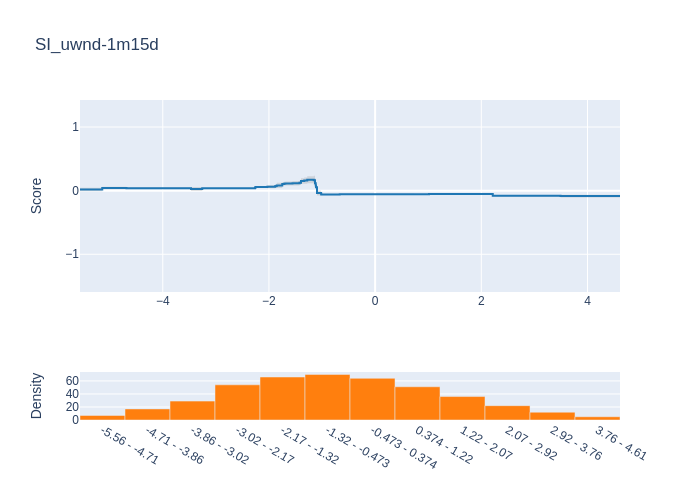 SI_uwnd-1m15d
Score
1
0
−1
−4
−2
0
2
4
Density
60
40
20
0
-5.56 - -4.71
-4.71 - -3.86
-3.86 - -3.02
-3.02 - -2.17
-2.17 - -1.32
-1.32 - -0.473
-0.473 - 0.374
0.374 - 1.22
1.22 - 2.07
2.07 - 2.92
2.92 - 3.76
3.76 - 4.61